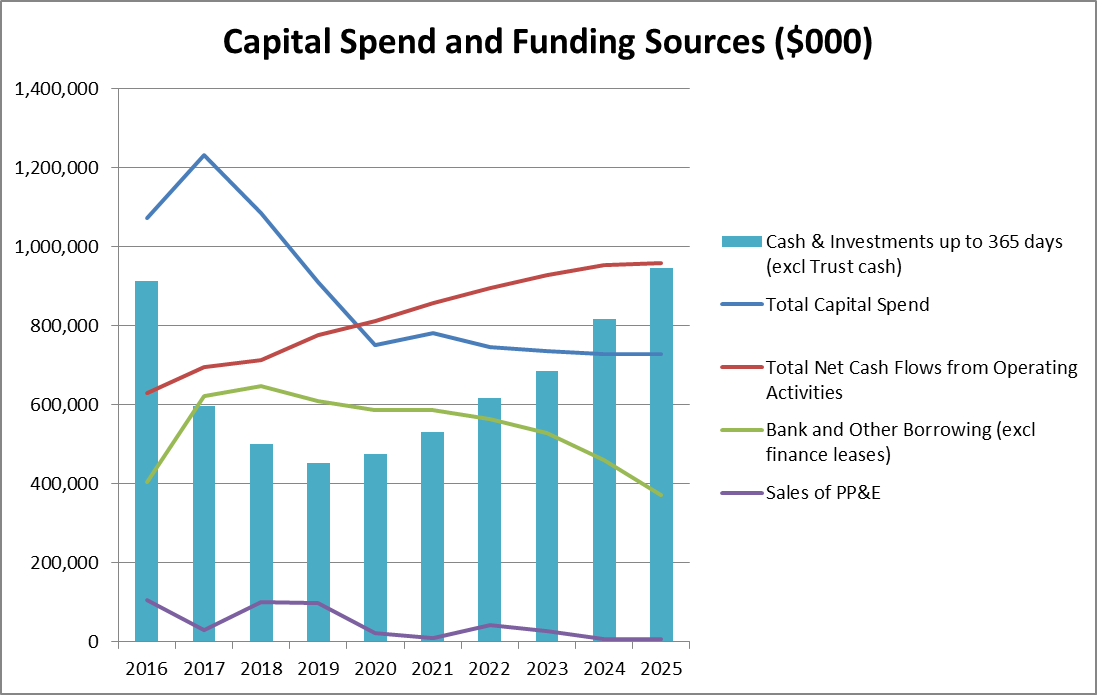 Capital Spend and Funding Sources ($000)
1,400,000
1,200,000
1,000,000
800,000
600,000
400,000
200,000
0
2016 2017 2018 2019 2020 2021 2022 2023 2024 2025
Cash & Investments up to 365 days
(excl Trust cash)
Total Capital Spend
Total Net Cash Flows from Operating
Activities
Bank and Other Borrowing (excl
finance leases)
Sales of PP&E